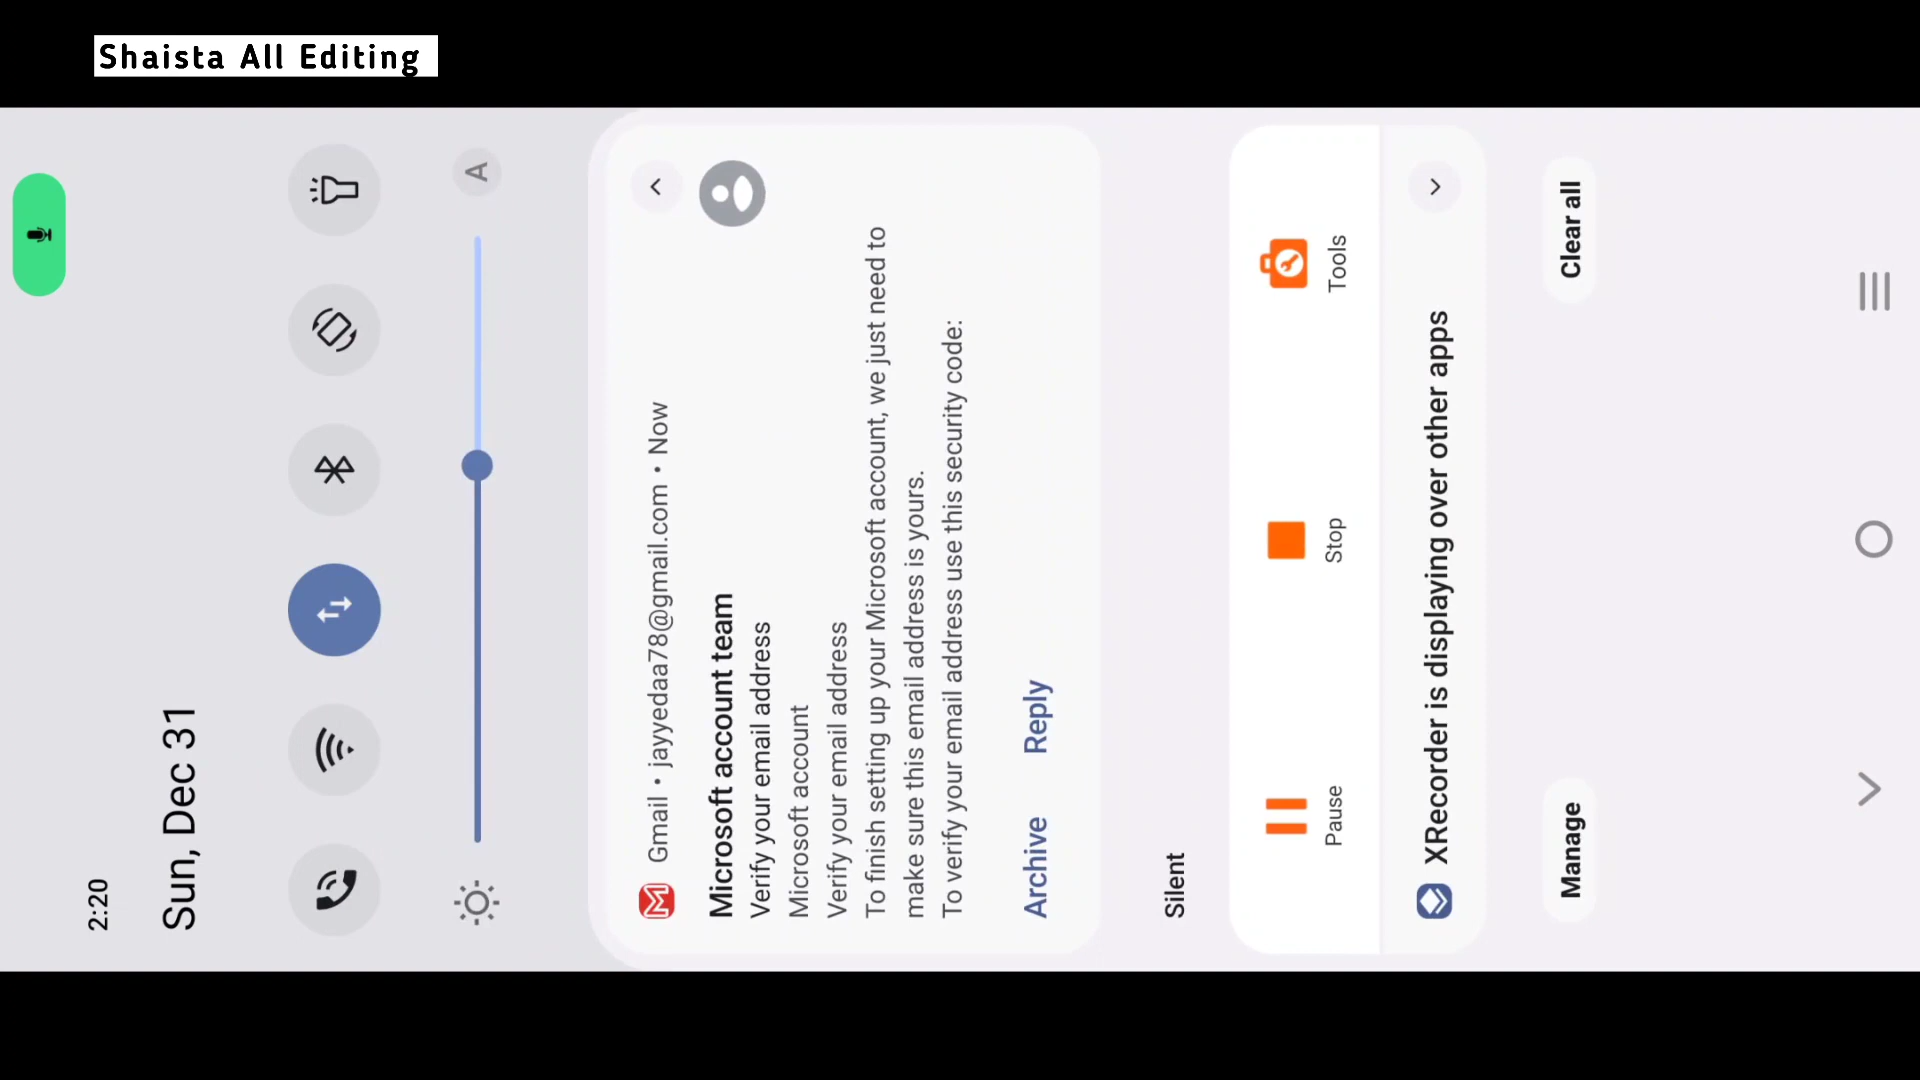 Shaista All Editing
2:20
Sun, Dec 31
A
Gmail • jayyedaa78@gmail.com • Now
Microsoft account team
Verify your email address
Microsoft account
Verify your email address
To finish setting up your Microsoft account, we just need to
make sure this email address is yours.
To verify your email address use this security code:
Archive Reply
Silent
Pause Stop Tools
XRecorder is displaying over other apps
Manage Clear all